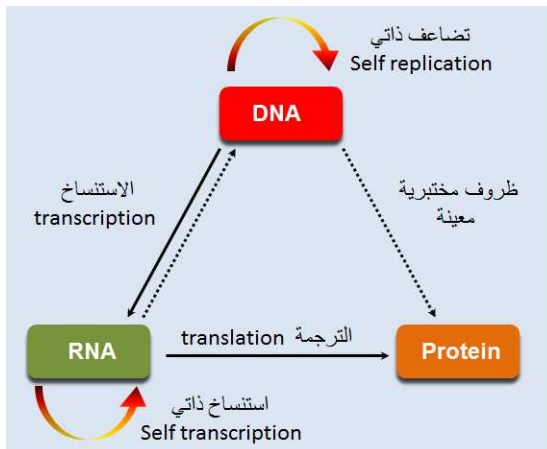 تضاعف ذاتي
Self replication
DNA
الاستنساخ
transcription
ظروف مختبرية
معينة
RNA
translation الترجمة
Protein
استنساخ ذاتي
Self transcription